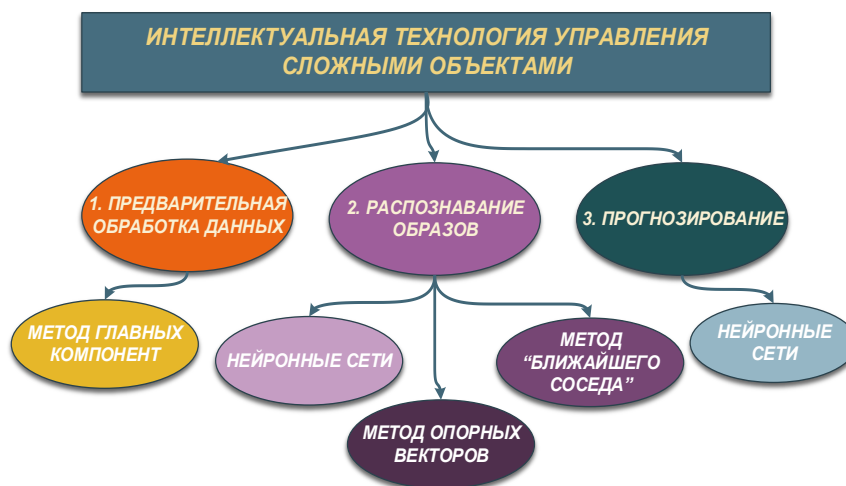 ИНТЕЛЛЕКТУАЛЬНАЯ ТЕХНОЛОГИЯ УПРАВЛЕНИЯ
СЛОЖНЫМИ ОБЪЕКТАМИ
1. ПРЕДВАРИТЕЛЬНАЯ
ОБРАБОТКА ДАННЫХ
2. РАСПОЗНАВАНИЕ
ОБРАЗОВ
3. ПРОГНОЗИРОВАНИЕ
МЕТОД ГЛАВНЫХ
КОМПОНЕНТ
НЕЙРОННЫЕ СЕТИ
МЕТОД ОПОРНЫХ
ВЕКТОРОВ
МЕТОД
“БЛИЖАЙШЕГО
СОСЕДА”
НЕЙРОННЫЕ
СЕТИ